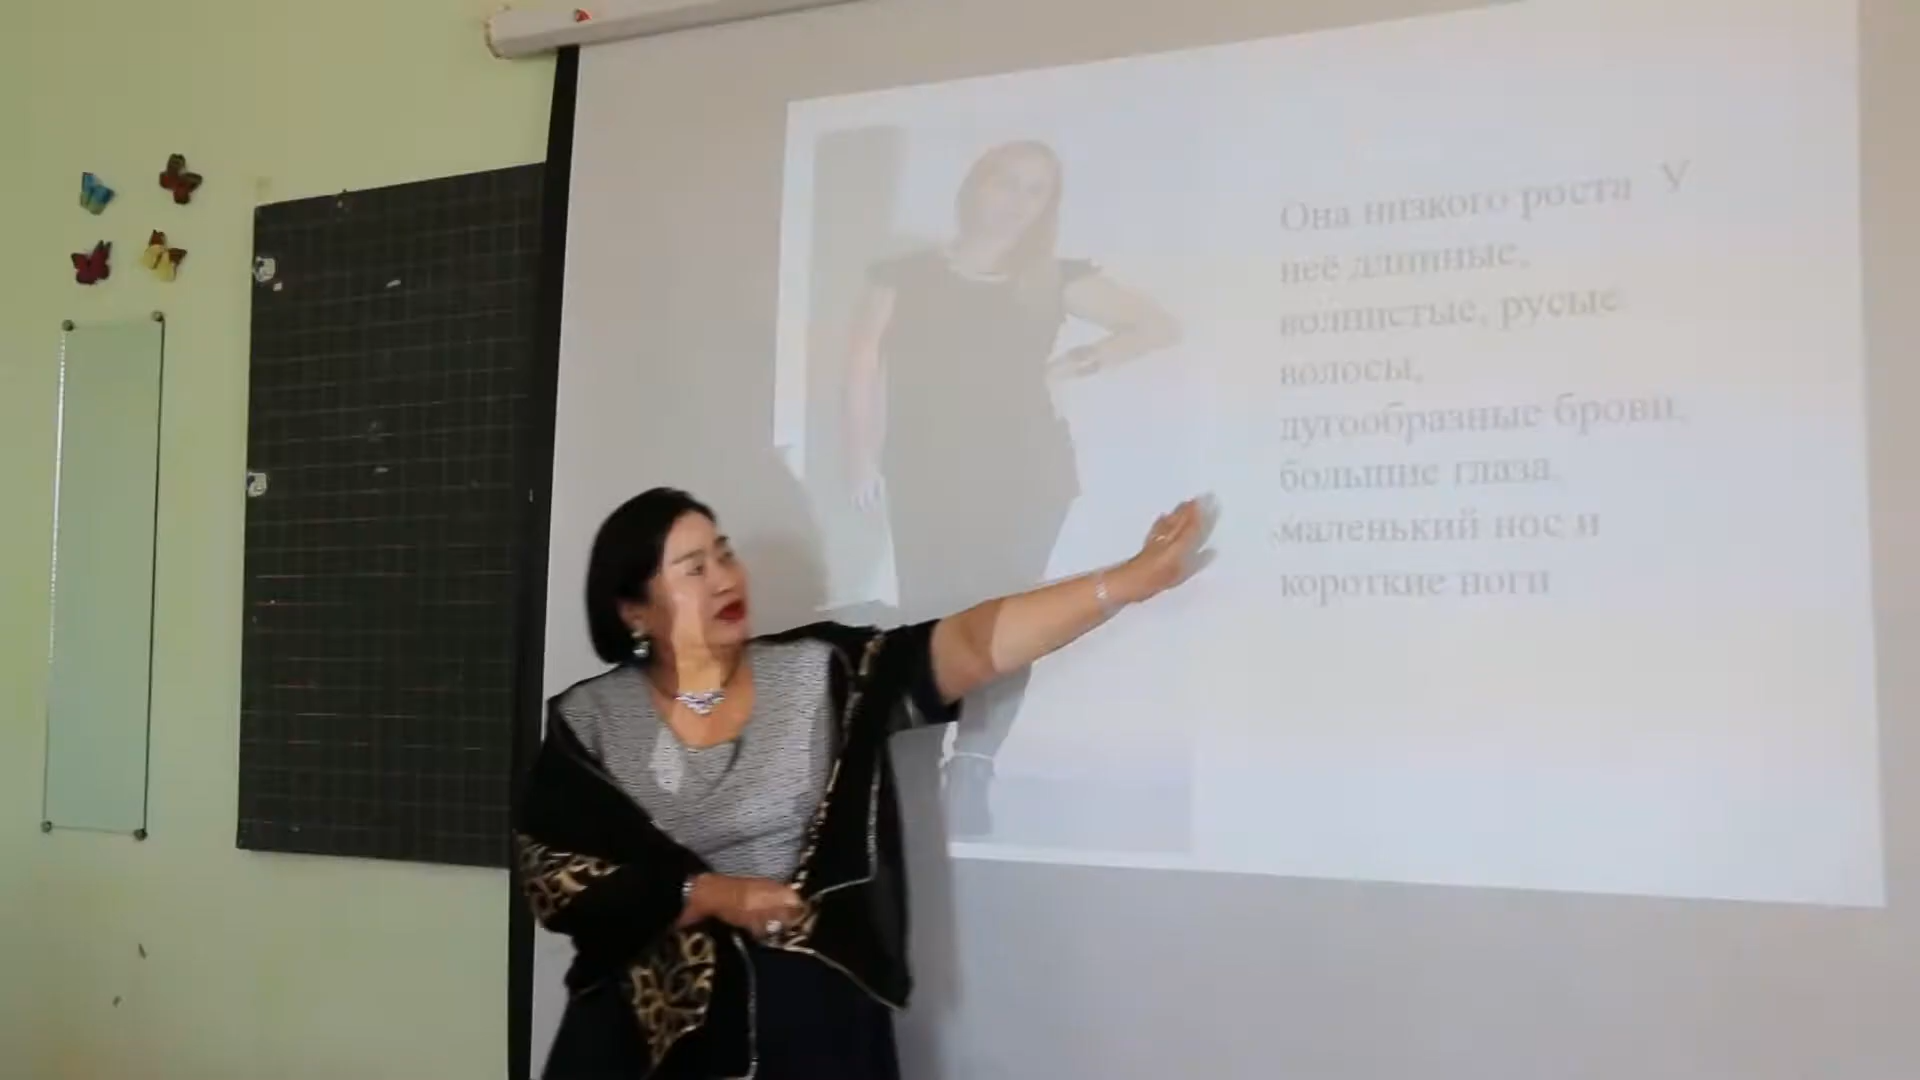 Она низкого роста У
неё длинные,
волнистые, русые
волосы,
дугообразные брови,
большие глаза,
маленький нос и
короткие ноги